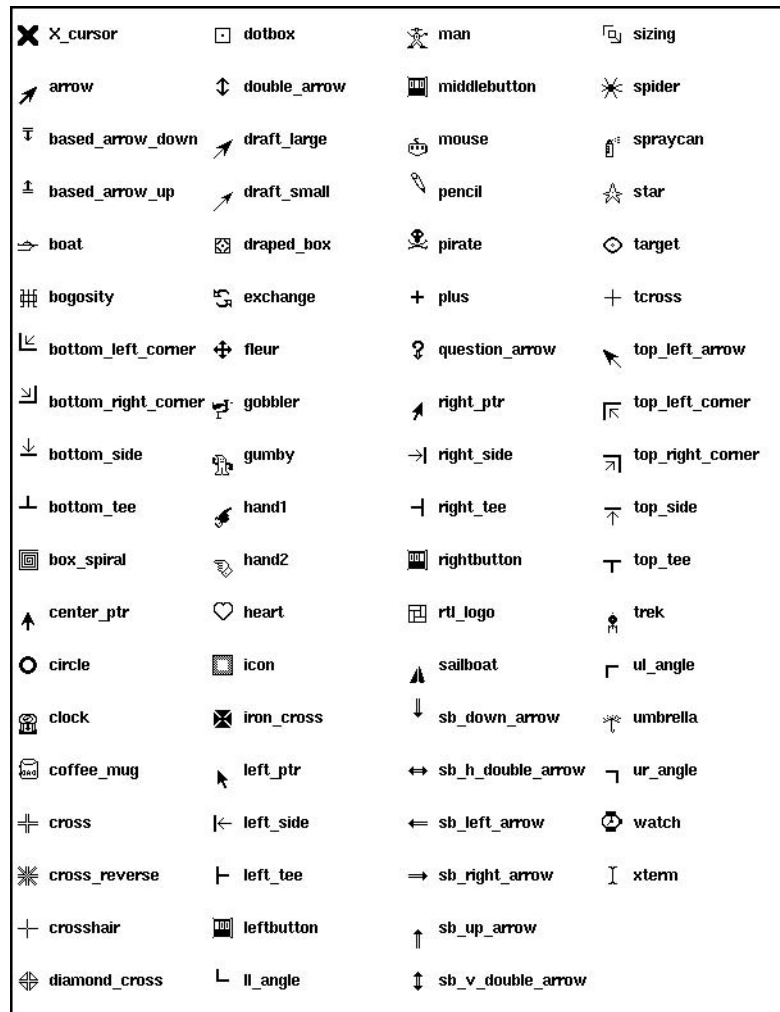 X_cursor
arrow
based_arrow_down
based_arrow_up
boat
bogosity
bottom_left_corner
bottom_right_corner
bottom_side
bottom_tee
box_spiral
center_ptr
circle
clock
coffee_mug
cross
cross_reverse
crosshair
diamond_cross
dotbox
double_arrow
draft_large
draft_small
draped_box
exchange
fleur
gobbler
gumby
hand1
hand2
heart
icon
iron_cross
left_ptr
left_side
left_tee
leftbutton
ll_angle
man
middlebutton
mouse
pencil
pirate
plus
question_arrow
right_ptr
right_side
right_tee
rightbutton
rtl_logo
sailboat
sb_down_arrow
sb_h_double_arrow
sb_left_arrow
sb_right_arrow
sb_up_arrow
sb_v_double_arrow
sizing
spider
spraycan
star
target
tcross
top_left_arrow
top_left_corner
top_right_corner
top_side
top_tee
trek
ul_angle
umbrella
ur_angle
watch
xterm